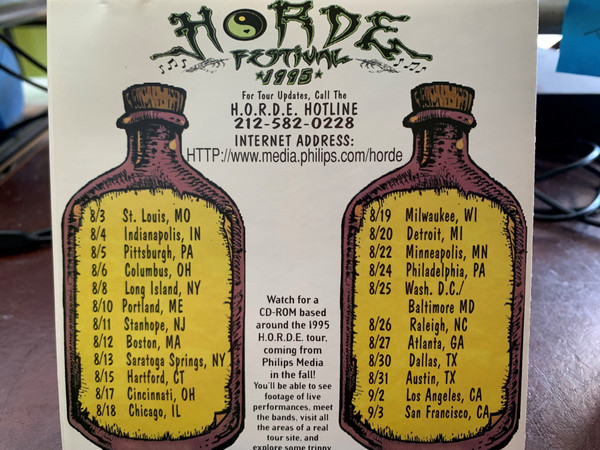 HORDE
FESTIVAL
1995
For Tour Updates, Call The
H.O.R.D.E. HOTLINE
212-582-0228
INTERNET ADDRESS:
HTTP://www.media.philips.com/horde
8/3 St. Louis, MO
8/4 Indianapolis, IN
8/5 Pittsburgh, PA
8/6 Columbus, OH
8/8 Long Island, NY
8/10 Portland, ME
8/11 Stanhope, NJ
8/12 Boston, MA
8/13 Saratoga Springs, NY
8/15 Hartford, CT
8/17 Cincinnati, OH
8/18 Chicago, IL
Watch for a
CD-ROM based
around the 1995
H.O.R.D.E. tour,
coming from
Philips Media
in the fall!
You'll be able to see
footage of live
performances, meet
the bands, visit all
the areas of a real
tour site, and
explore some trippy,
8/19 Milwaukee, WI
8/20 Detroit, MI
8/22 Minneapolis, MN
8/24 Philadelphia, PA
8/25 Wash. D.C./
Baltimore MD
8/26 Raleigh, NC
8/27 Atlanta, GA
8/30 Dallas, TX
8/31 Austin, TX
9/2 Los Angeles, CA
9/3 San Francisco, CA